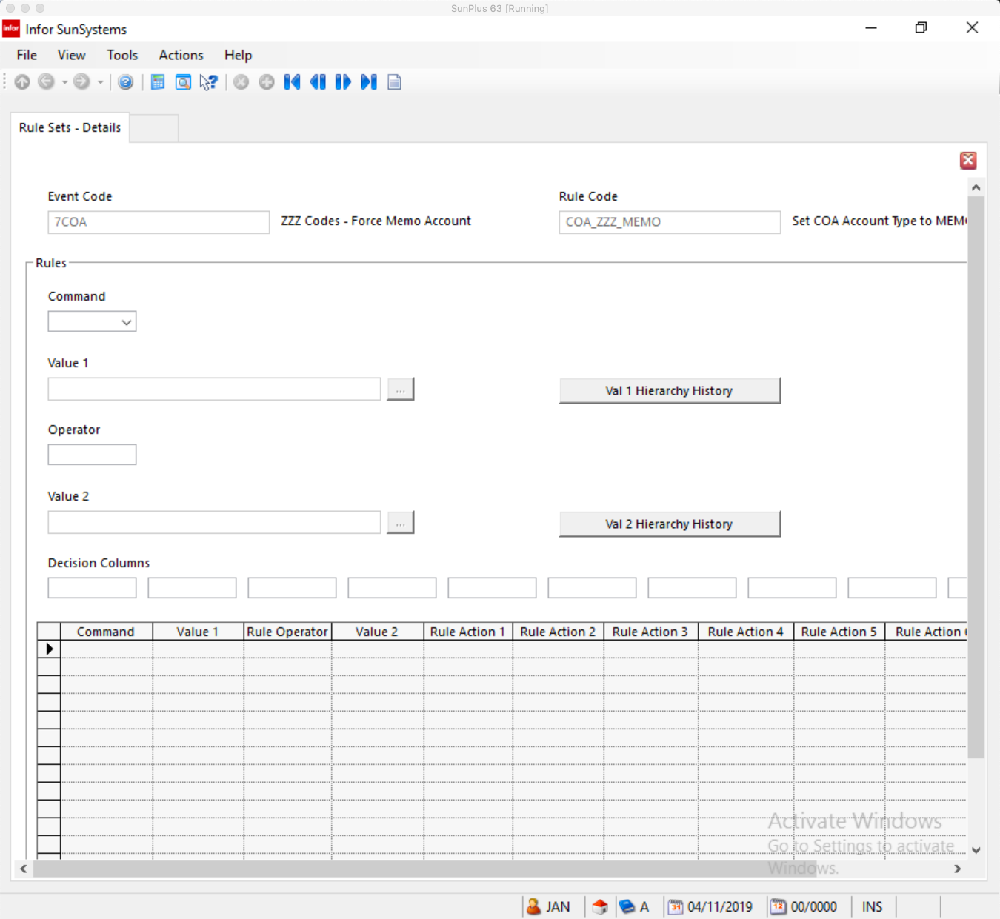 SunPlus 63 [Running]
infor Infor SunSystems
File View Tools Actions Help
Rule Sets - Details
Event Code Rule Code
7COA ZZZ Codes - Force Memo Account COA_ZZZ_MEMO Set COA Account Type to MEM
Rules
Command
Value 1
... Val 1 Hierarchy History
Operator
Value 2
... Val 2 Hierarchy History
Decision Columns
Command Value 1 Rule Operator Value 2 Rule Action 1 Rule Action 2 Rule Action 3 Rule Action 4 Rule Action 5 Rule Action
Activate Windows
Go to Settings to activate
Windows.
JAN A 31 04/11/2019 12 00/0000 INS